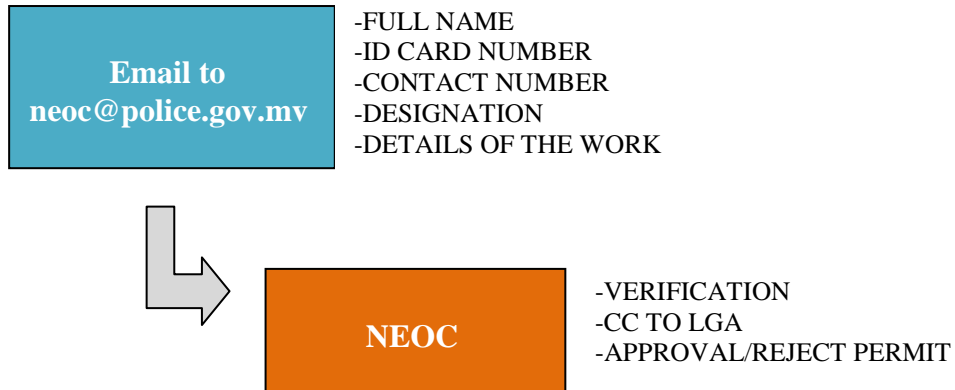 Email to
neoc@police.gov.mv
-FULL NAME
-ID CARD NUMBER
-CONTACT NUMBER
-DESIGNATION
-DETAILS OF THE WORK
NEOC
-VERIFICATION
-CC TO LGA
-APPROVAL/REJECT PERMIT